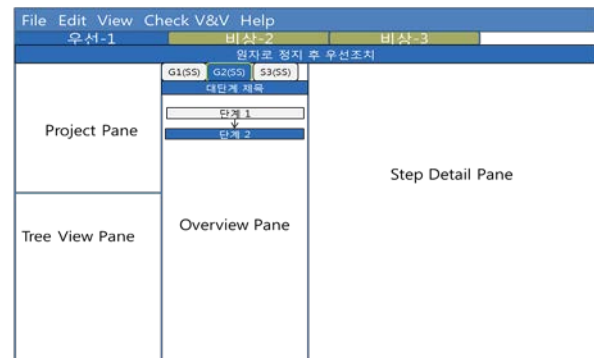 File Edit View Check V&V Help
우선-1 비상-2 비상-3
원자로 정지 후 우선조치
G1(SS) G2(SS) S3(SS)
대단계 제목
단계 1
단계 2
Project Pane
Step Detail Pane
Overview Pane
Tree View Pane